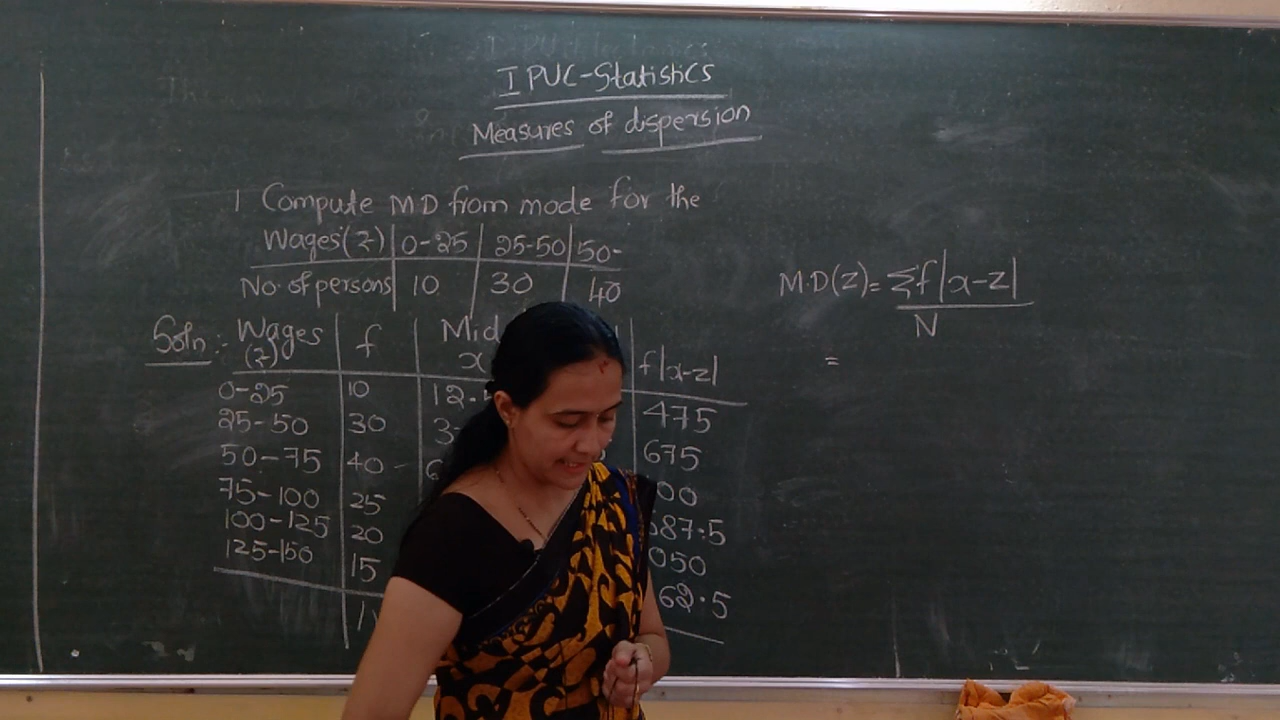 I PUC-Statistics
Measures of dispersion
1 Compute MD from mode for the
Wages(₹) 0-25 25-50 50-
No. of persons 10 30 40
Soln:- Wages (₹) f Mid x f|x-z|
0-25 10 12. 475
25-50 30 3 675
50-75 40 6 00
75-100 25 87.5
100-125 20 050
125-150 15 62.5
1
M.D(Z)= Σf|x-z|
N
=